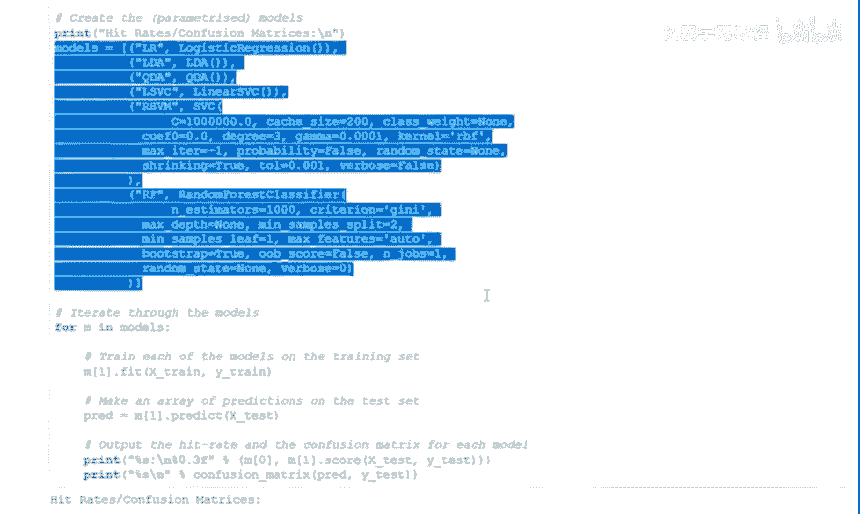 # Create the (parametrised) models
print("Hit Rates/Confusion Matrices:\n")
models = [("LR", LogisticRegression()),
("LDA", LDA()),
("QDA", QDA()),
("LSVC", LinearSVC()),
("RSVM", SVC(
C=1000000.0, cache_size=200, class_weight=None,
coef0=0.0, degree=3, gamma=0.0001, kernel='rbf',
max_iter=-1, probability=False, random_state=None,
shrinking=True, tol=0.001, verbose=False)
),
("RF", RandomForestClassifier(
n_estimators=1000, criterion='gini',
max_depth=None, min_samples_split=2,
min_samples_leaf=1, max_features='auto',
bootstrap=True, oob_score=False, n_jobs=1,
random_state=None, verbose=0)
)]
# Iterate through the models
for m in models:
# Train each of the models on the training set
m[1].fit(X_train, y_train)
# Make an array of predictions on the test set
pred = m[1].predict(X_test)
# Output the hit-rate and the confusion matrix for each model
print("%s:\n%0.3f" % (m[0], m[1].score(X_test, y_test)))
print("%s\n" % confusion_matrix(pred, y_test))
Hit Rates/Confusion Matrices: